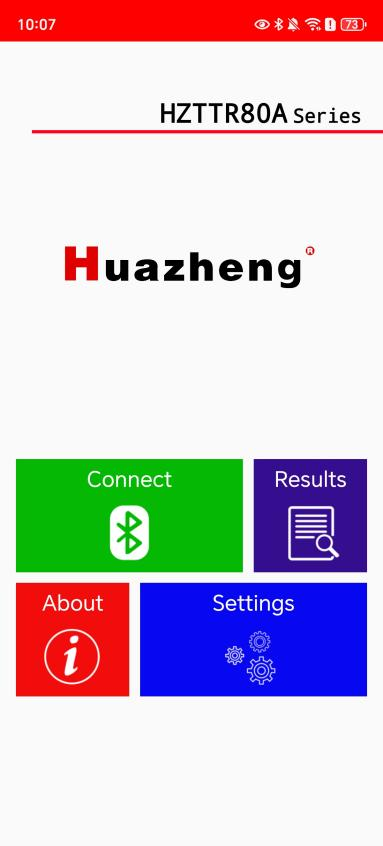 10:07
73
HZTTR80A Series
Huazheng®
Connect
Results
About
Settings